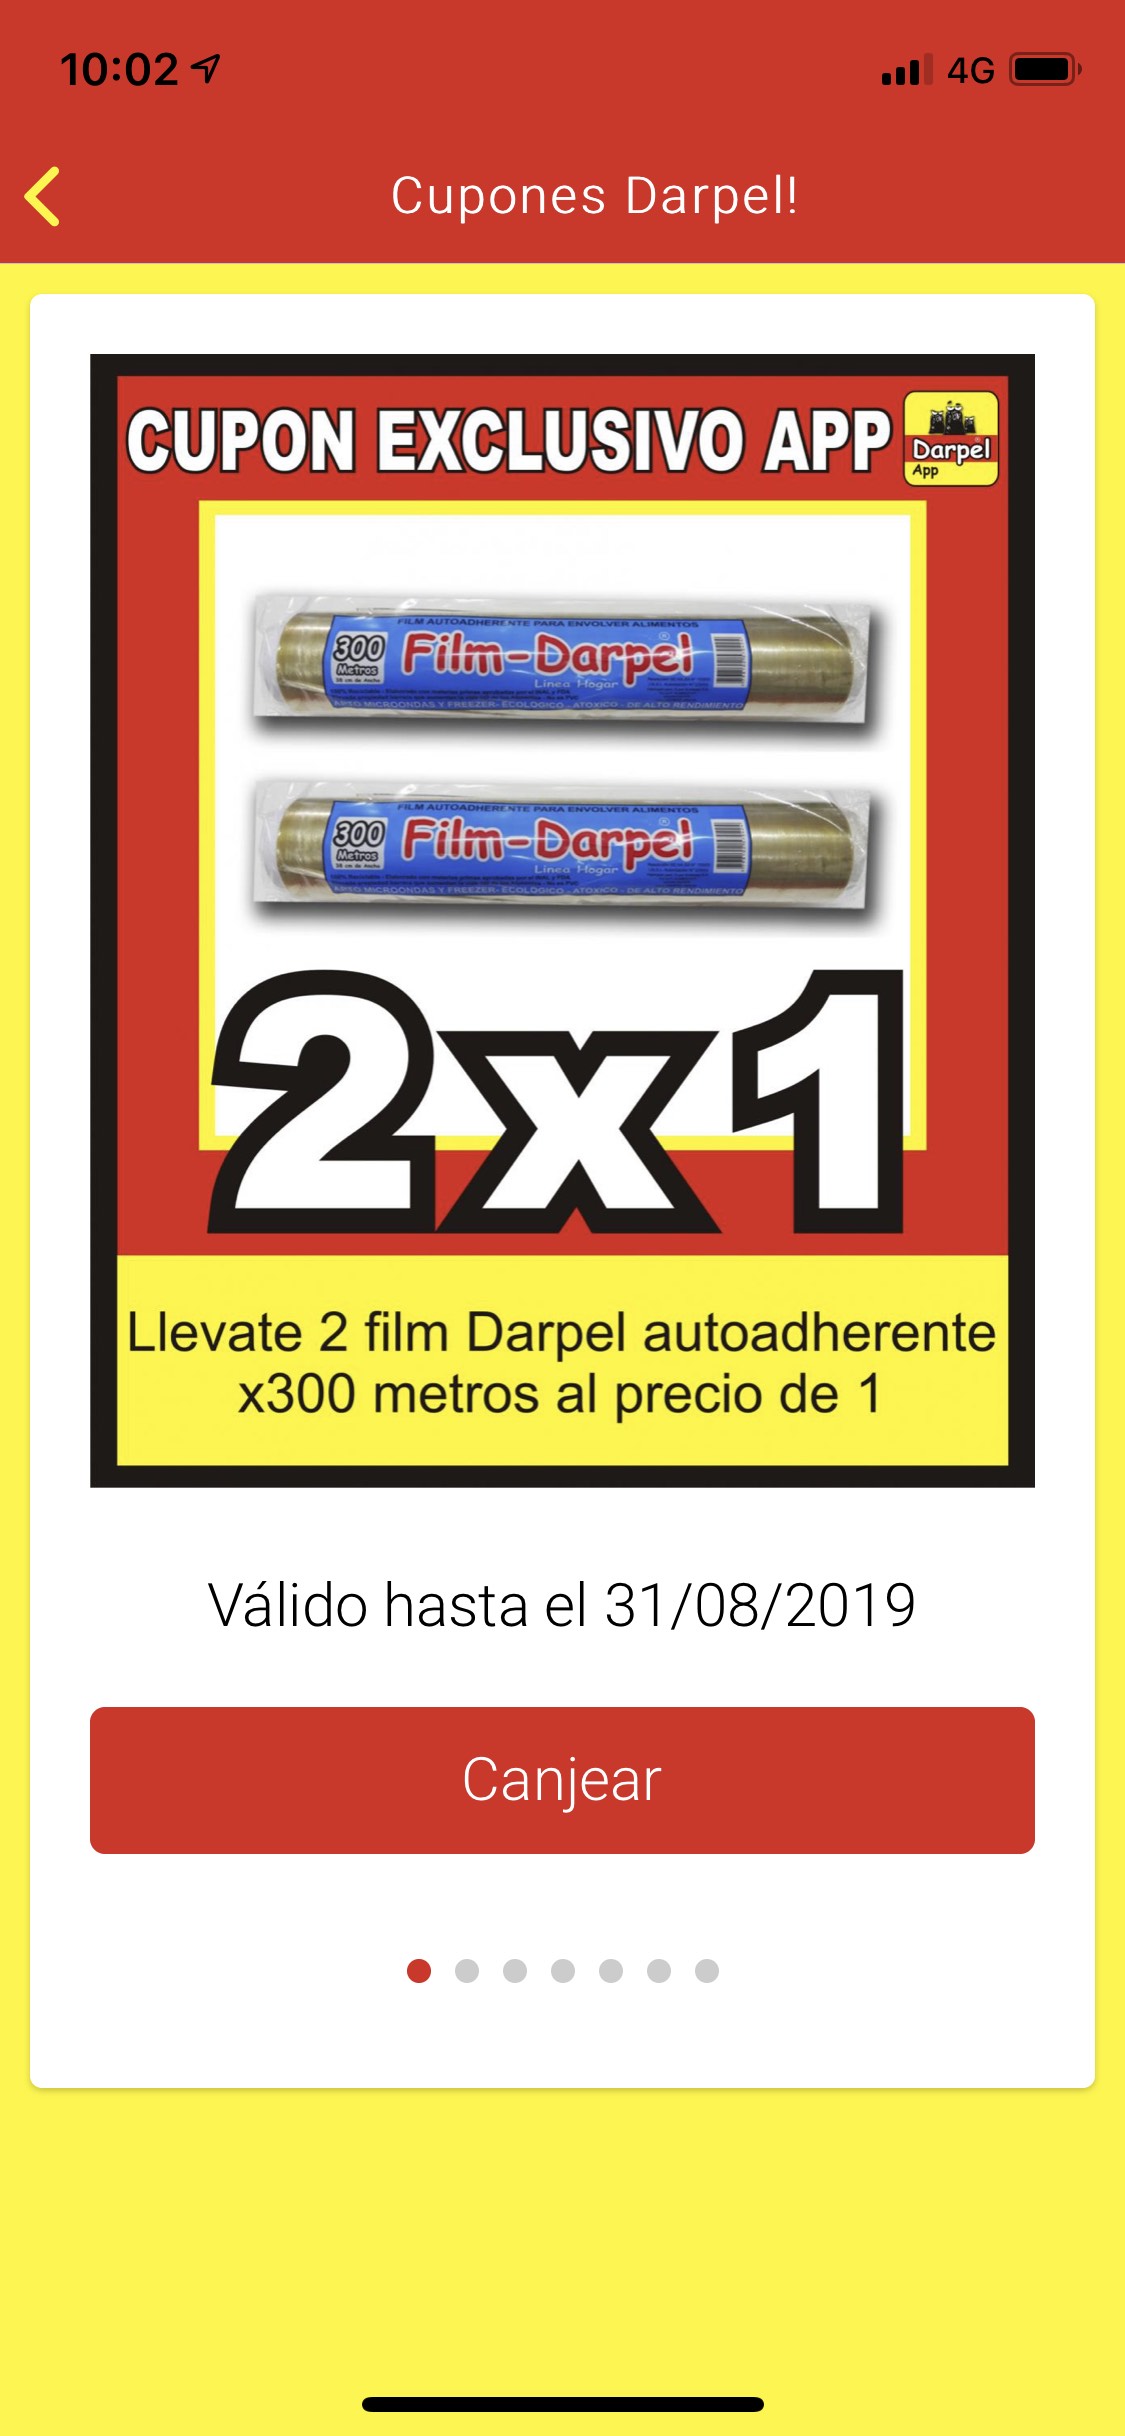 10:02
4G
Cupones Darpel!
CUPON EXCLUSIVO APP
Darpel
App
FILM AUTOADHERENTE PARA ENVOLVER ALIMENTOS
300
Metros
Film-Darpel
Linea Hogar
APTO MICROONDAS Y FREEZER- ECOLOGICO - ATOXICO - DE ALTO RENDIMIENTO
FILM AUTOADHERENTE PARA ENVOLVER ALIMENTOS
300
Metros
Film-Darpel
Linea Hogar
APTO MICROONDAS Y FREEZER- ECOLOGICO - ATOXICO - DE ALTO RENDIMIENTO
2x1
Llevate 2 film Darpel autoadherente
x300 metros al precio de 1
Válido hasta el 31/08/2019
Canjear